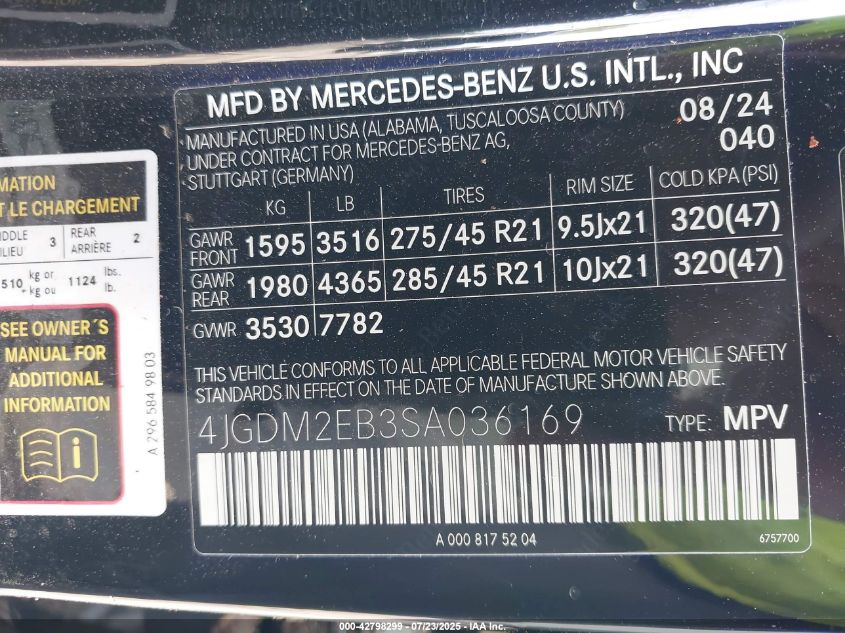 MFD BY MERCEDES-BENZ U.S. INTL., INC
MANUFACTURED IN USA (ALABAMA, TUSCALOOSA COUNTY) 08/24
UNDER CONTRACT FOR MERCEDES-BENZ AG, 040
STUTTGART (GERMANY)
KG LB TIRES RIM SIZE COLD KPA (PSI)
GAWR FRONT 1595 3516 275/45 R21 9.5Jx21 320(47)
GAWR REAR 1980 4365 285/45 R21 10Jx21 320(47)
GVWR 3530 7782
THIS VEHICLE CONFORMS TO ALL APPLICABLE FEDERAL MOTOR VEHICLE SAFETY
STANDARDS IN EFFECT ON THE DATE OF MANUFACTURE SHOWN ABOVE.
4JGDM2EB3SA036169 TYPE: MPV
A 000 817 52 04 6757700
MATION
T LE CHARGEMENT
IDDLE 3 REAR 2
ILIEU ARRIÈRE
510 kg or 1124 lbs.
kg ou lb.
SEE OWNER´S
MANUAL FOR
ADDITIONAL
INFORMATION
i
A 296 584 98 03
000-42798299 - 07/23/2025 - IAA Inc.